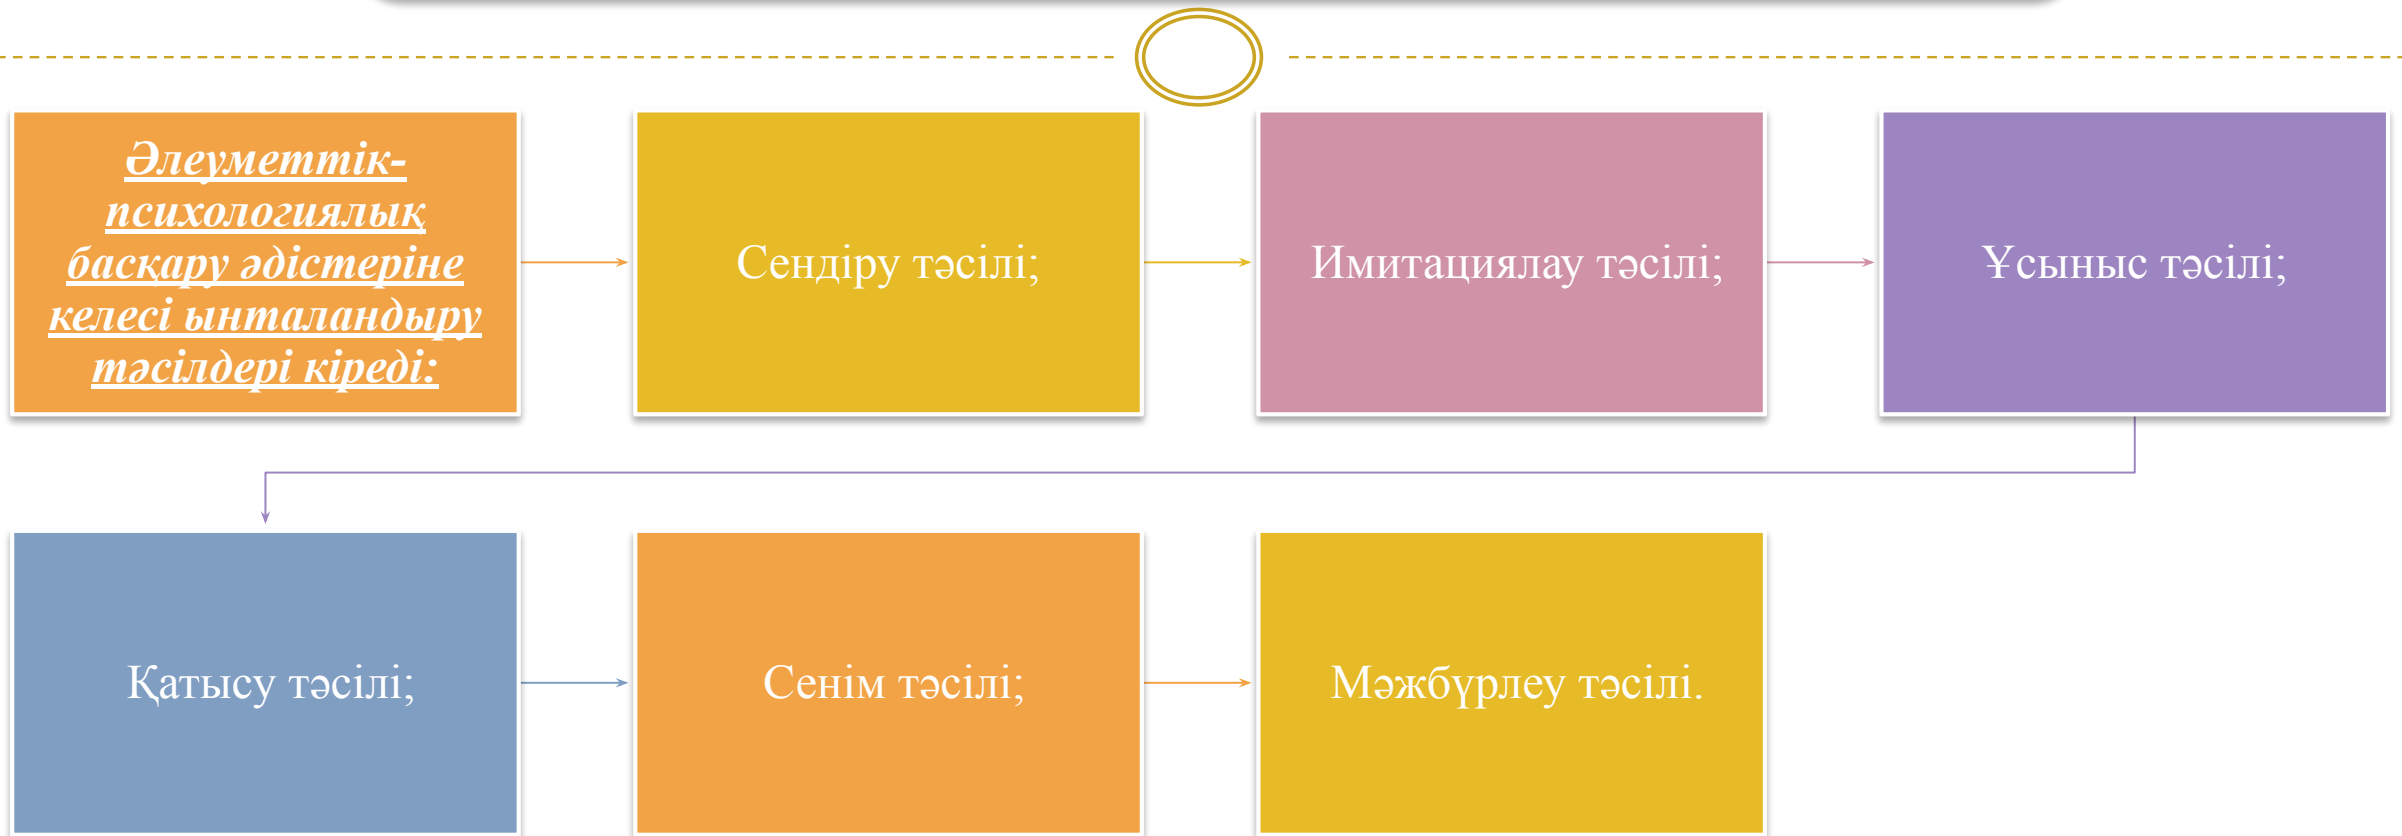 Әлеуметтік-
психологиялық
басқару әдістеріне
келесі ынталандыру
тәсілдері кіреді:
Сендіру тәсілі;
Имитациялау тәсілі;
Ұсыныс тәсілі;
Қатысу тәсілі;
Сенім тәсілі;
Мәжбүрлеу тәсілі.